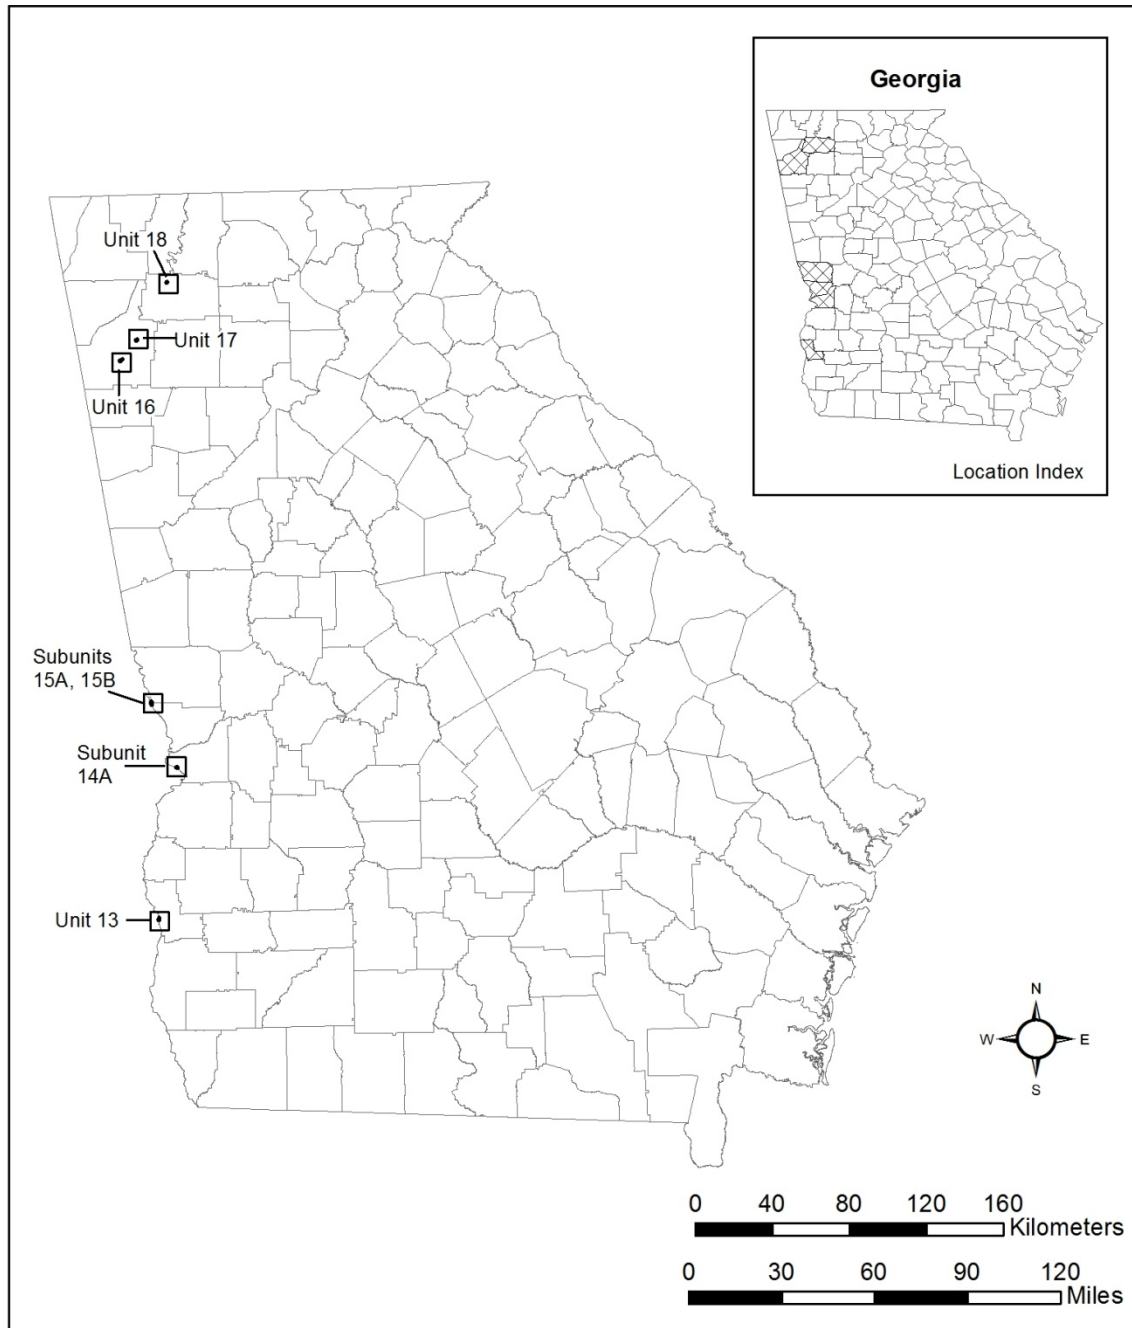 Georgia
Location Index
Unit 18
Unit 17
Unit 16
Subunits
15A, 15B
Subunit
14A
Unit 13
N
W E
S
0 40 80 120 160
Kilometers
0 30 60 90 120
Miles